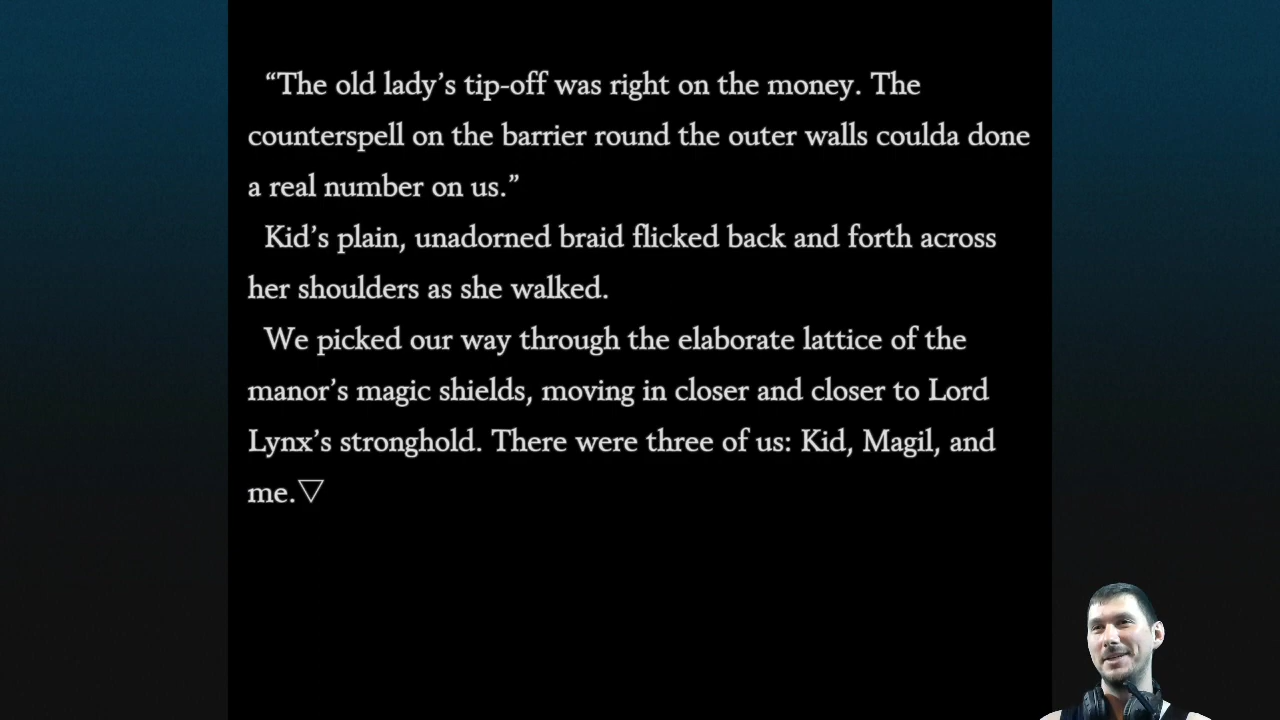 “The old lady’s tip-off was right on the money. The
counterspell on the barrier round the outer walls coulda done
a real number on us.”
Kid’s plain, unadorned braid flicked back and forth across
her shoulders as she walked.
We picked our way through the elaborate lattice of the
manor’s magic shields, moving in closer and closer to Lord
Lynx’s stronghold. There were three of us: Kid, Magil, and
me.▽